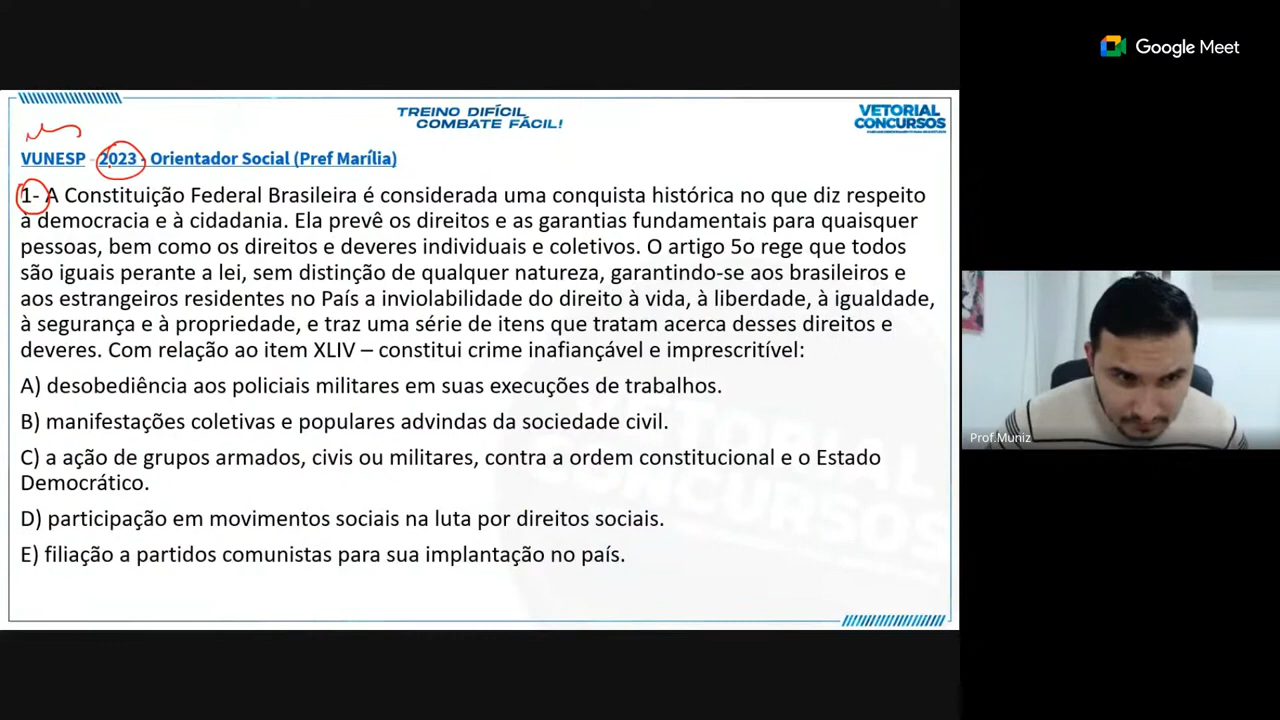 Google Meet
TREINO DIFÍCIL
COMBATE FÁCIL!
VETORIAL
CONCURSOS
VUNESP - 2023 - Orientador Social (Pref Marília)
1- A Constituição Federal Brasileira é considerada uma conquista histórica no que diz respeito
à democracia e à cidadania. Ela prevê os direitos e as garantias fundamentais para quaisquer
pessoas, bem como os direitos e deveres individuais e coletivos. O artigo 5o rege que todos
são iguais perante a lei, sem distinção de qualquer natureza, garantindo-se aos brasileiros e
aos estrangeiros residentes no País a inviolabilidade do direito à vida, à liberdade, à igualdade,
à segurança e à propriedade, e traz uma série de itens que tratam acerca desses direitos e
deveres. Com relação ao item XLIV – constitui crime inafiançável e imprescritível:
A) desobediência aos policiais militares em suas execuções de trabalhos.
B) manifestações coletivas e populares advindas da sociedade civil.
C) a ação de grupos armados, civis ou militares, contra a ordem constitucional e o Estado
Democrático.
D) participação em movimentos sociais na luta por direitos sociais.
E) filiação a partidos comunistas para sua implantação no país.
Prof.Muniz